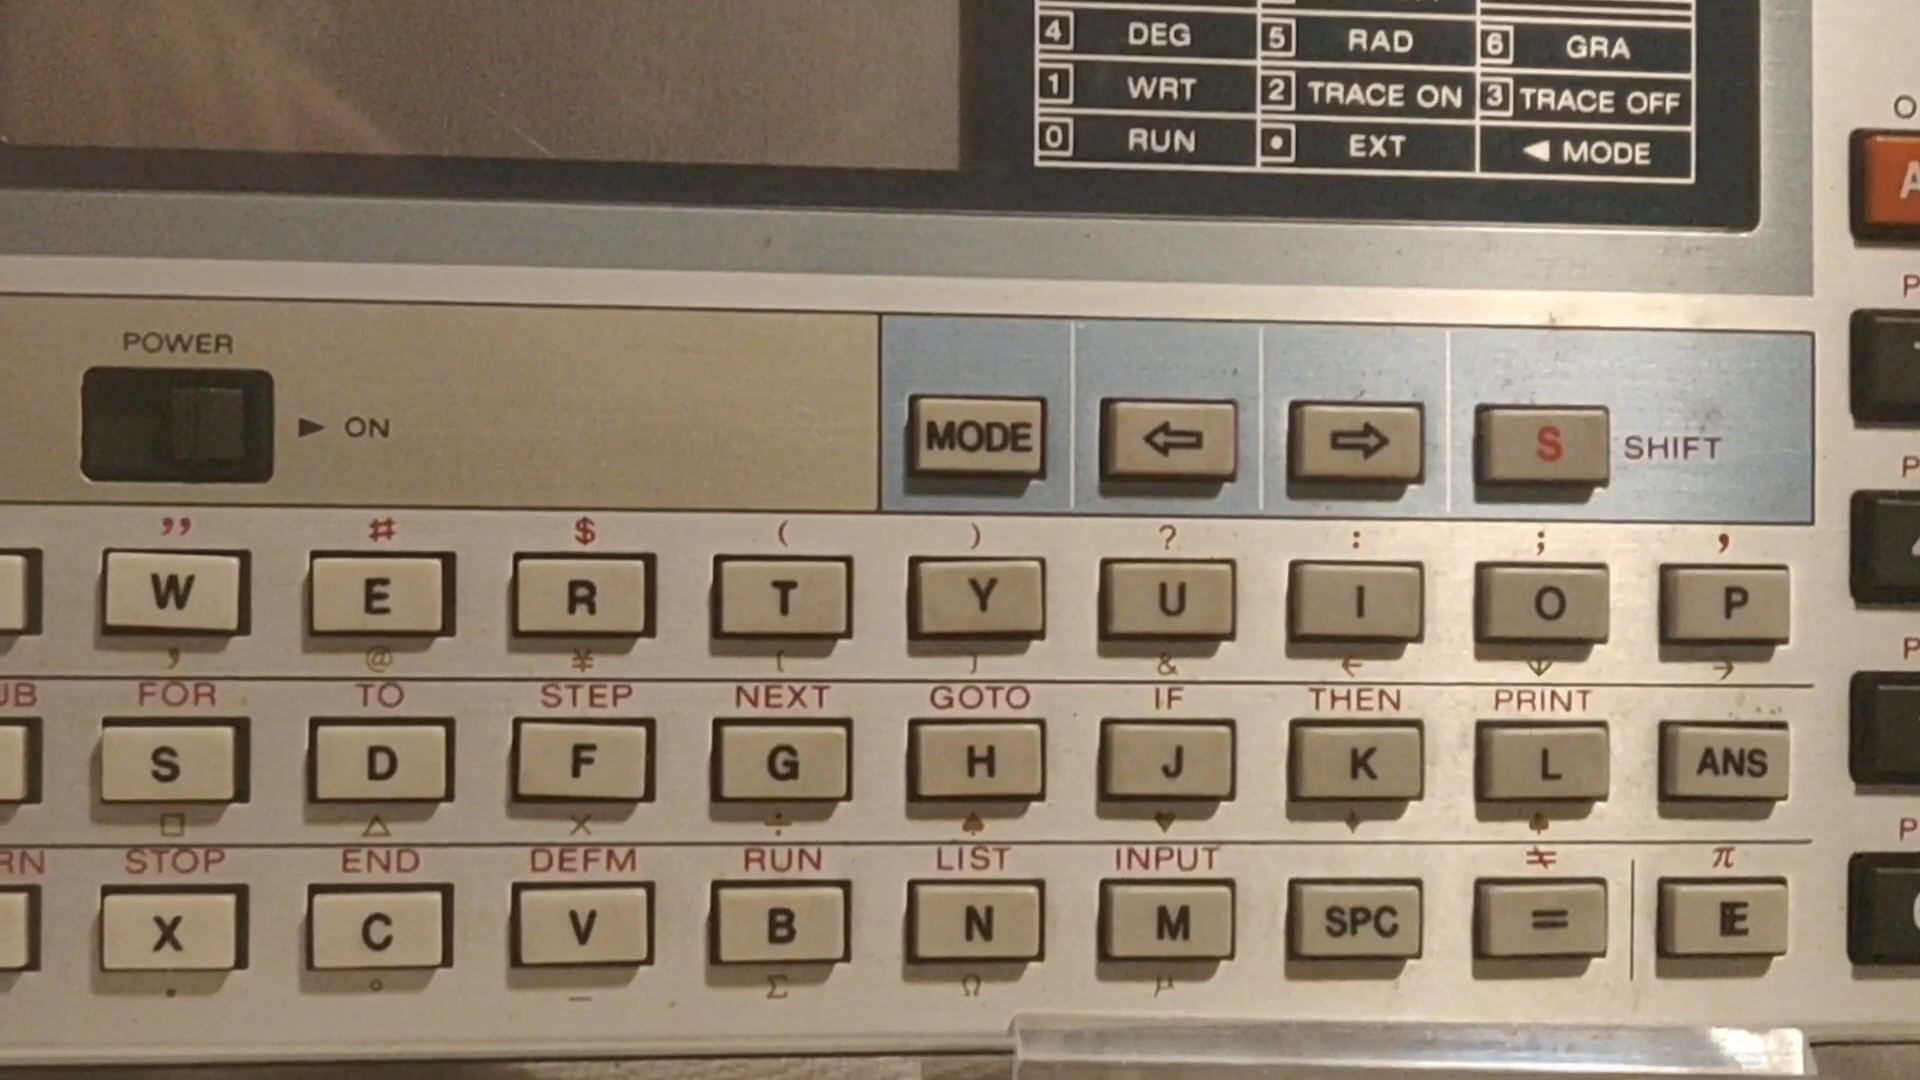 4 DEG 5 RAD 6 GRA
1 WRT 2 TRACE ON 3 TRACE OFF
0 RUN • EXT ◄ MODE
POWER
► ON
MODE ⇦ ⇨ S SHIFT
" # $ ( ) ? : ; ,
W E R T Y U I O P
, @ ¥ [ ] & ← ↓ →
FOR TO STEP NEXT GOTO IF THEN PRINT
S D F G H J K L ANS
□ △ × ÷ ♠ ♥ ♦ ♣
STOP END DEFM RUN LIST INPUT ≠ π
X C V B N M SPC = E
Σ Ω μ